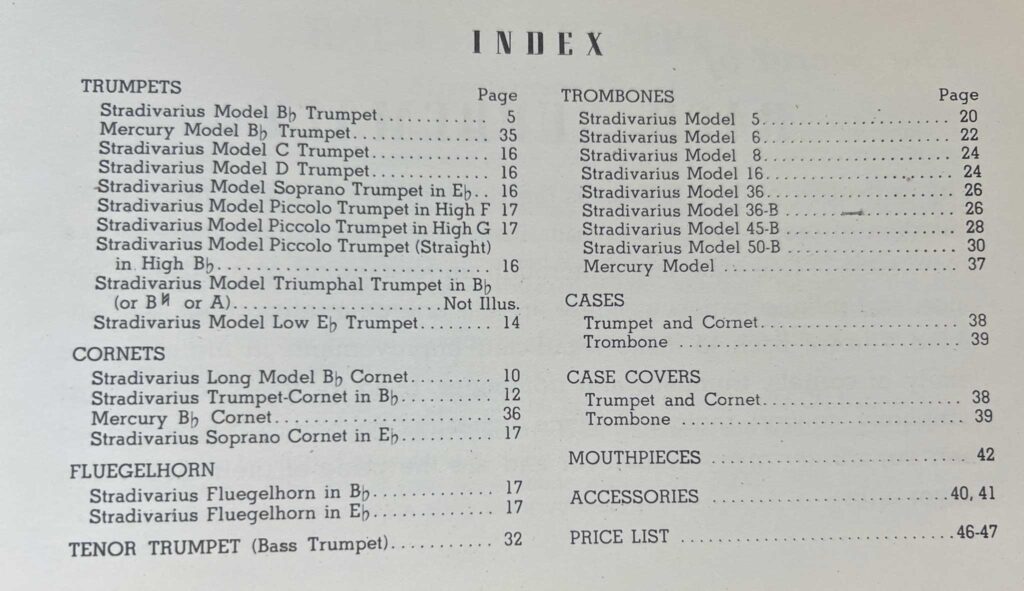 INDEX
TRUMPETS
Page
Stradivarius Model B♭ Trumpet............ 5
Mercury Model B♭ Trumpet............... 35
Stradivarius Model C Trumpet............. 16
Stradivarius Model D Trumpet............. 16
Stradivarius Model Soprano Trumpet in E♭.. 16
Stradivarius Model Piccolo Trumpet in High F 17
Stradivarius Model Piccolo Trumpet in High G 17
Stradivarius Model Piccolo Trumpet (Straight)
in High B♭............................ 16
Stradivarius Model Triumphal Trumpet in B♭
(or B♮ or A)......................Not Illus.
Stradivarius Model Low E♭ Trumpet........ 14
CORNETS
Stradivarius Long Model B♭ Cornet......... 10
Stradivarius Trumpet-Cornet in B♭.......... 12
Mercury B♭ Cornet........................ 36
Stradivarius Soprano Cornet in E♭.......... 17
FLUEGELHORN
Stradivarius Fluegelhorn in B♭............. 17
Stradivarius Fluegelhorn in E♭............. 17
TENOR TRUMPET (Bass Trumpet)........... 32
TROMBONES
Page
Stradivarius Model 5..................... 20
Stradivarius Model 6..................... 22
Stradivarius Model 8..................... 24
Stradivarius Model 16.................... 24
Stradivarius Model 36.................... 26
Stradivarius Model 36-B .................. 26
Stradivarius Model 45-B .................. 28
Stradivarius Model 50-B .................. 30
Mercury Model .......................... 37
CASES
Trumpet and Cornet...................... 38
Trombone ............................... 39
CASE COVERS
Trumpet and Cornet...................... 38
Trombone ............................... 39
MOUTHPIECES ........................... 42
ACCESSORIES ........................40, 41
PRICE LIST ............................46-47